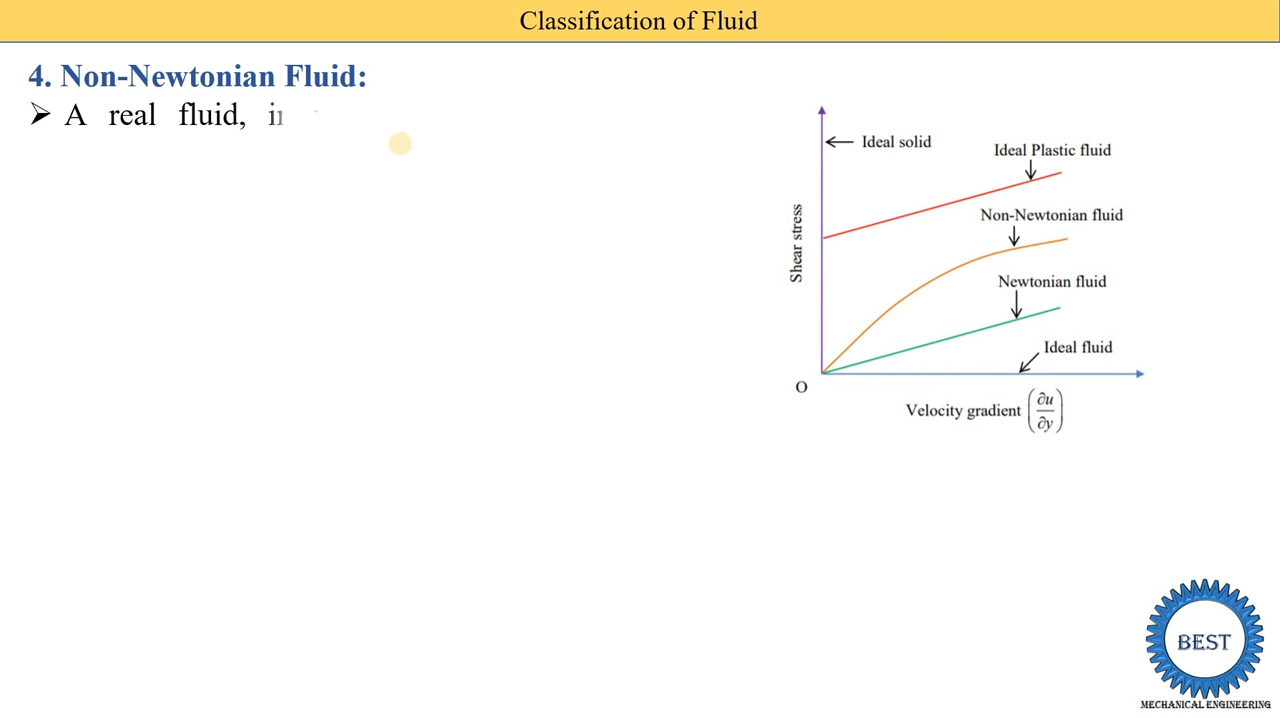 Classification of Fluid
4. Non-Newtonian Fluid:
➢ A real fluid, in
Ideal solid
Ideal Plastic fluid
Non-Newtonian fluid
Newtonian fluid
Ideal fluid
Shear stress
O
Velocity gradient (∂u/∂y)
BEST
MECHANICAL ENGINEERING